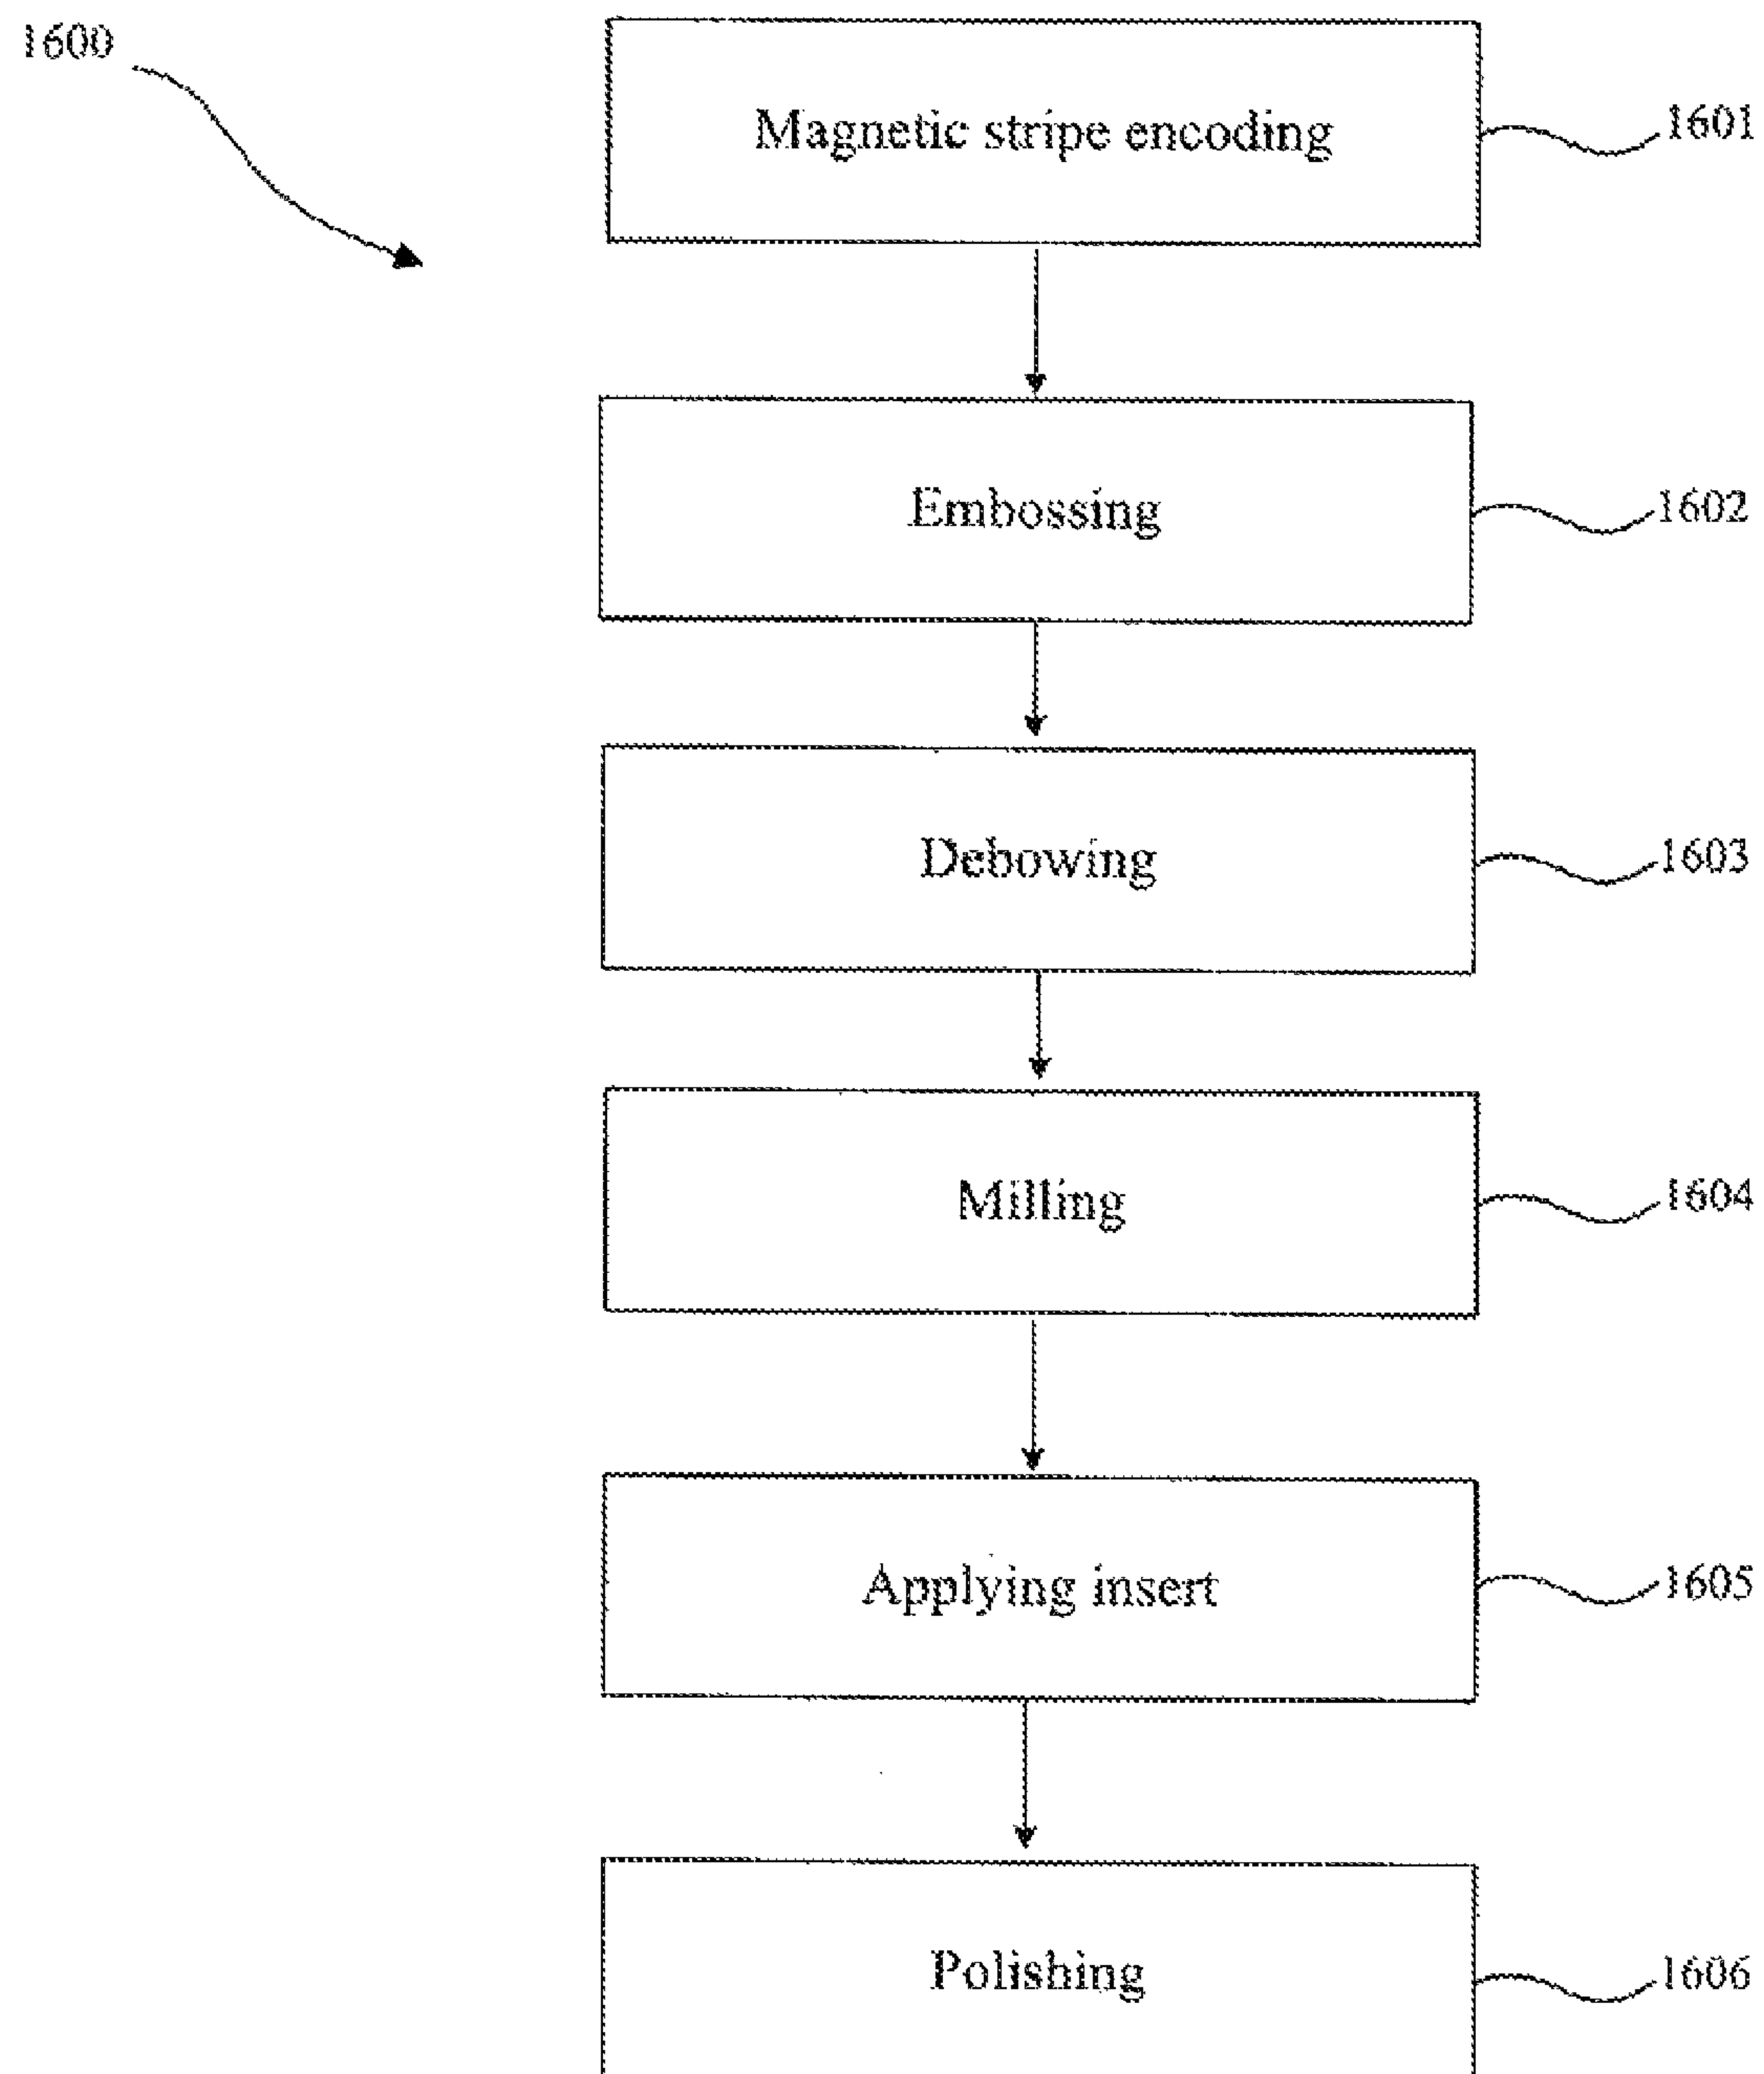 1600
Magnetic stripe encoding
1601
Embossing
1602
Debowing
1603
Milling
1604
Applying insert
1605
Polishing
1606